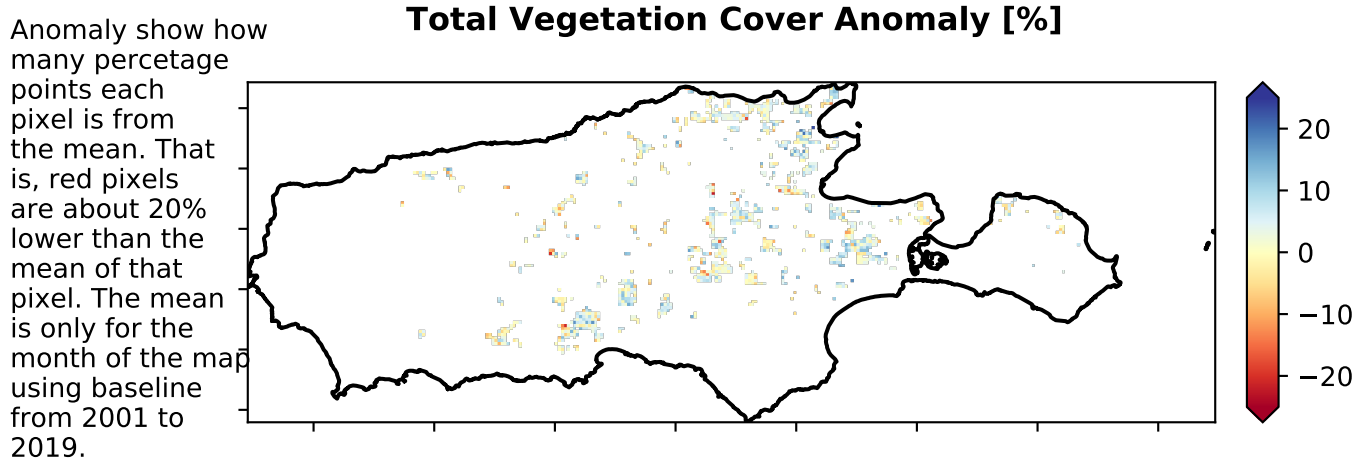 Total Vegetation Cover Anomaly [%]
Anomaly show how
many percetage
points each
pixel is from
the mean. That
is, red pixels
are about 20%
lower than the
mean of that
pixel. The mean
is only for the
month of the map
using baseline
from 2001 to
2019.
20
10
0
−10
−20